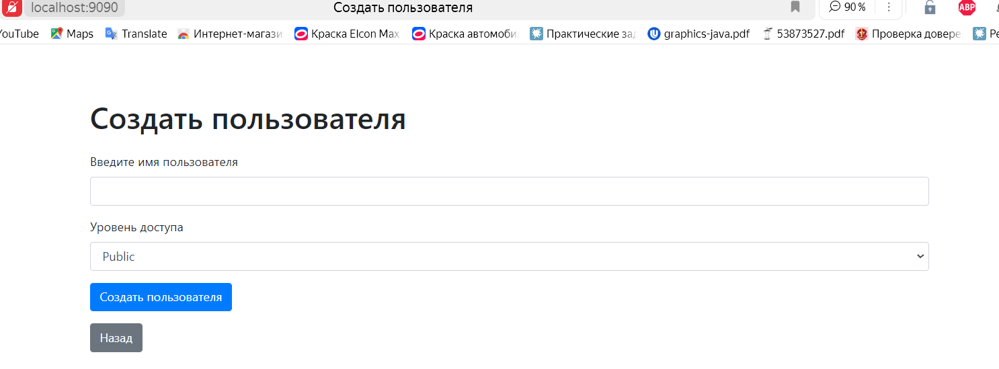 localhost:9090 Создать пользователя 90 % ABP
YouTube Maps Translate Интернет-магази Краска Elcon Max Краска автомоби Практические зад graphics-java.pdf 53873527.pdf Проверка довере Ре
Создать пользователя
Введите имя пользователя
Уровень доступа
Public
Создать пользователя
Назад